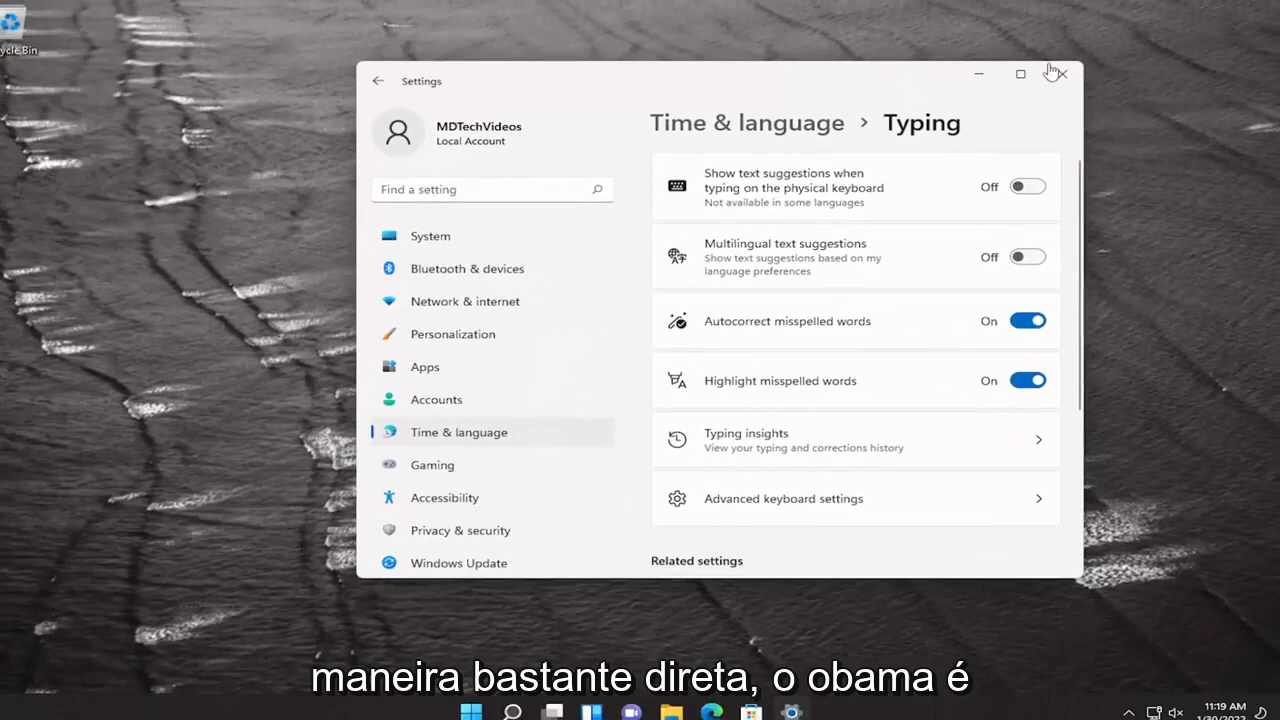 ycle Bin
Settings
MDTechVideos
Local Account
Find a setting
System
Bluetooth & devices
Network & internet
Personalization
Apps
Accounts
Time & language
Gaming
Accessibility
Privacy & security
Windows Update
Time & language > Typing
Show text suggestions when
typing on the physical keyboard
Not available in some languages
Off
Multilingual text suggestions
Show text suggestions based on my
language preferences
Off
Autocorrect misspelled words
On
Highlight misspelled words
On
Typing insights
View your typing and corrections history
Advanced keyboard settings
Related settings
maneira bastante direta, o obama é
11:19 AM
1/30/2022